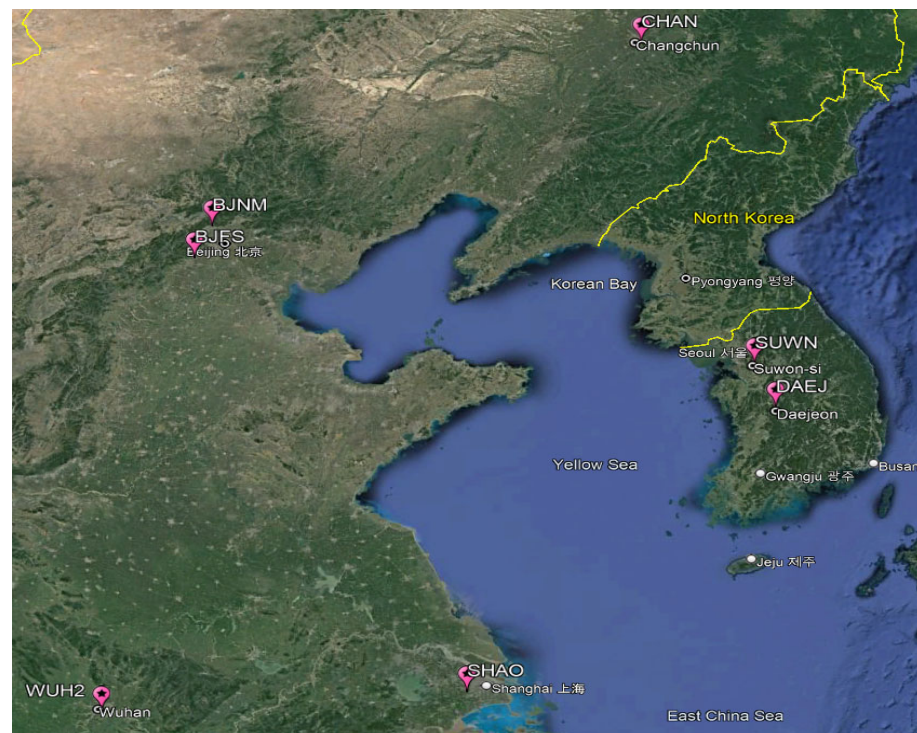 CHAN
Changchun
BJNM
BJFS
Beijing 北京
North Korea
Korean Bay
Pyongyang 평양
SUWN
Seoul 서울
Suwon-si
DAEJ
Daejeon
Yellow Sea
Gwangju 광주
Busan
Jeju 제주
SHAO
WUH2
Shanghai 上海
Wuhan
East China Sea